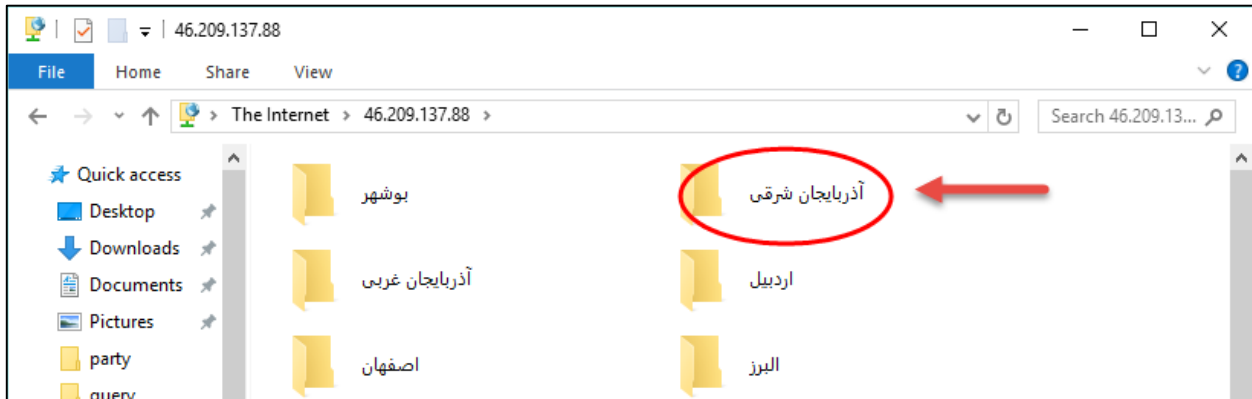 46.209.137.88
File Home Share View
The Internet > 46.209.137.88 >
Search 46.209.13...
Quick access
Desktop
Downloads
Documents
Pictures
party
query
بوشهر
آذربایجان شرقی
آذربایجان غربی
اردبیل
اصفهان
البرز